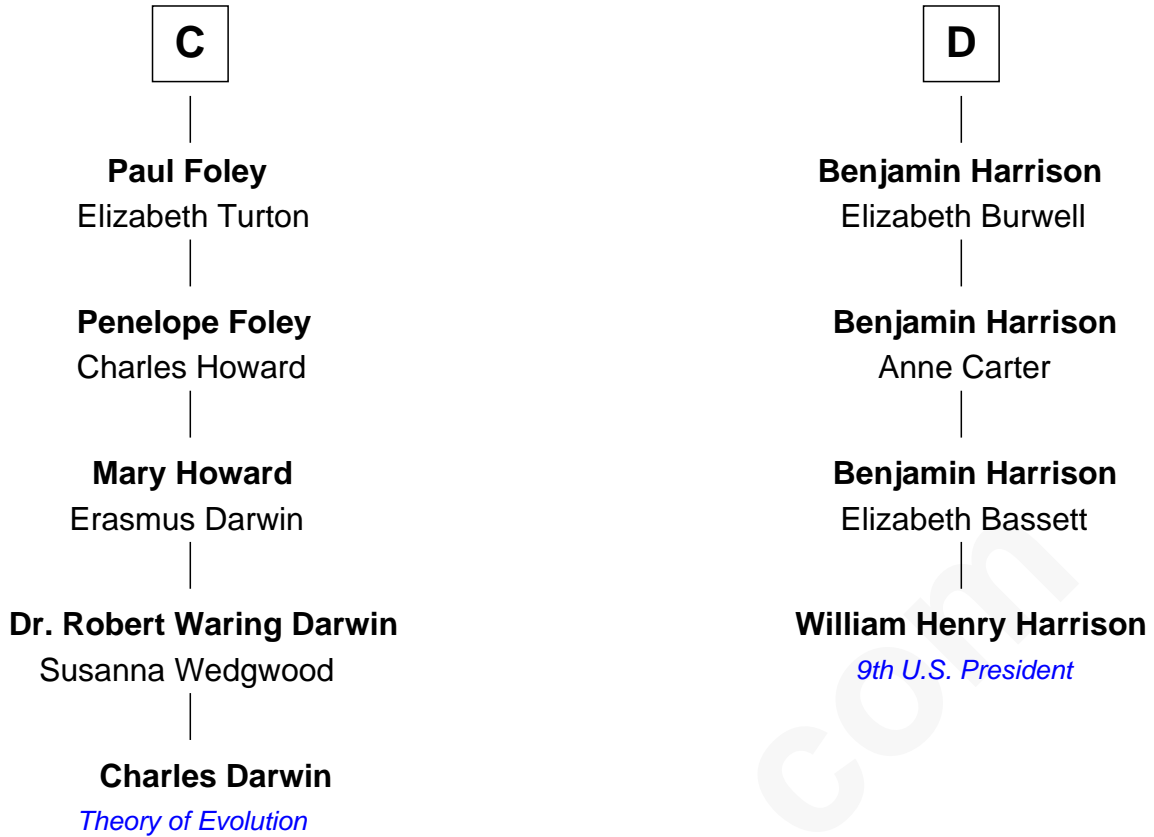 C
Paul Foley
Elizabeth Turton
Penelope Foley
Charles Howard
Mary Howard
Erasmus Darwin
Dr. Robert Waring Darwin
Susanna Wedgwood
Charles Darwin
Theory of Evolution
D
Benjamin Harrison
Elizabeth Burwell
Benjamin Harrison
Anne Carter
Benjamin Harrison
Elizabeth Bassett
William Henry Harrison
9th U.S. President
com